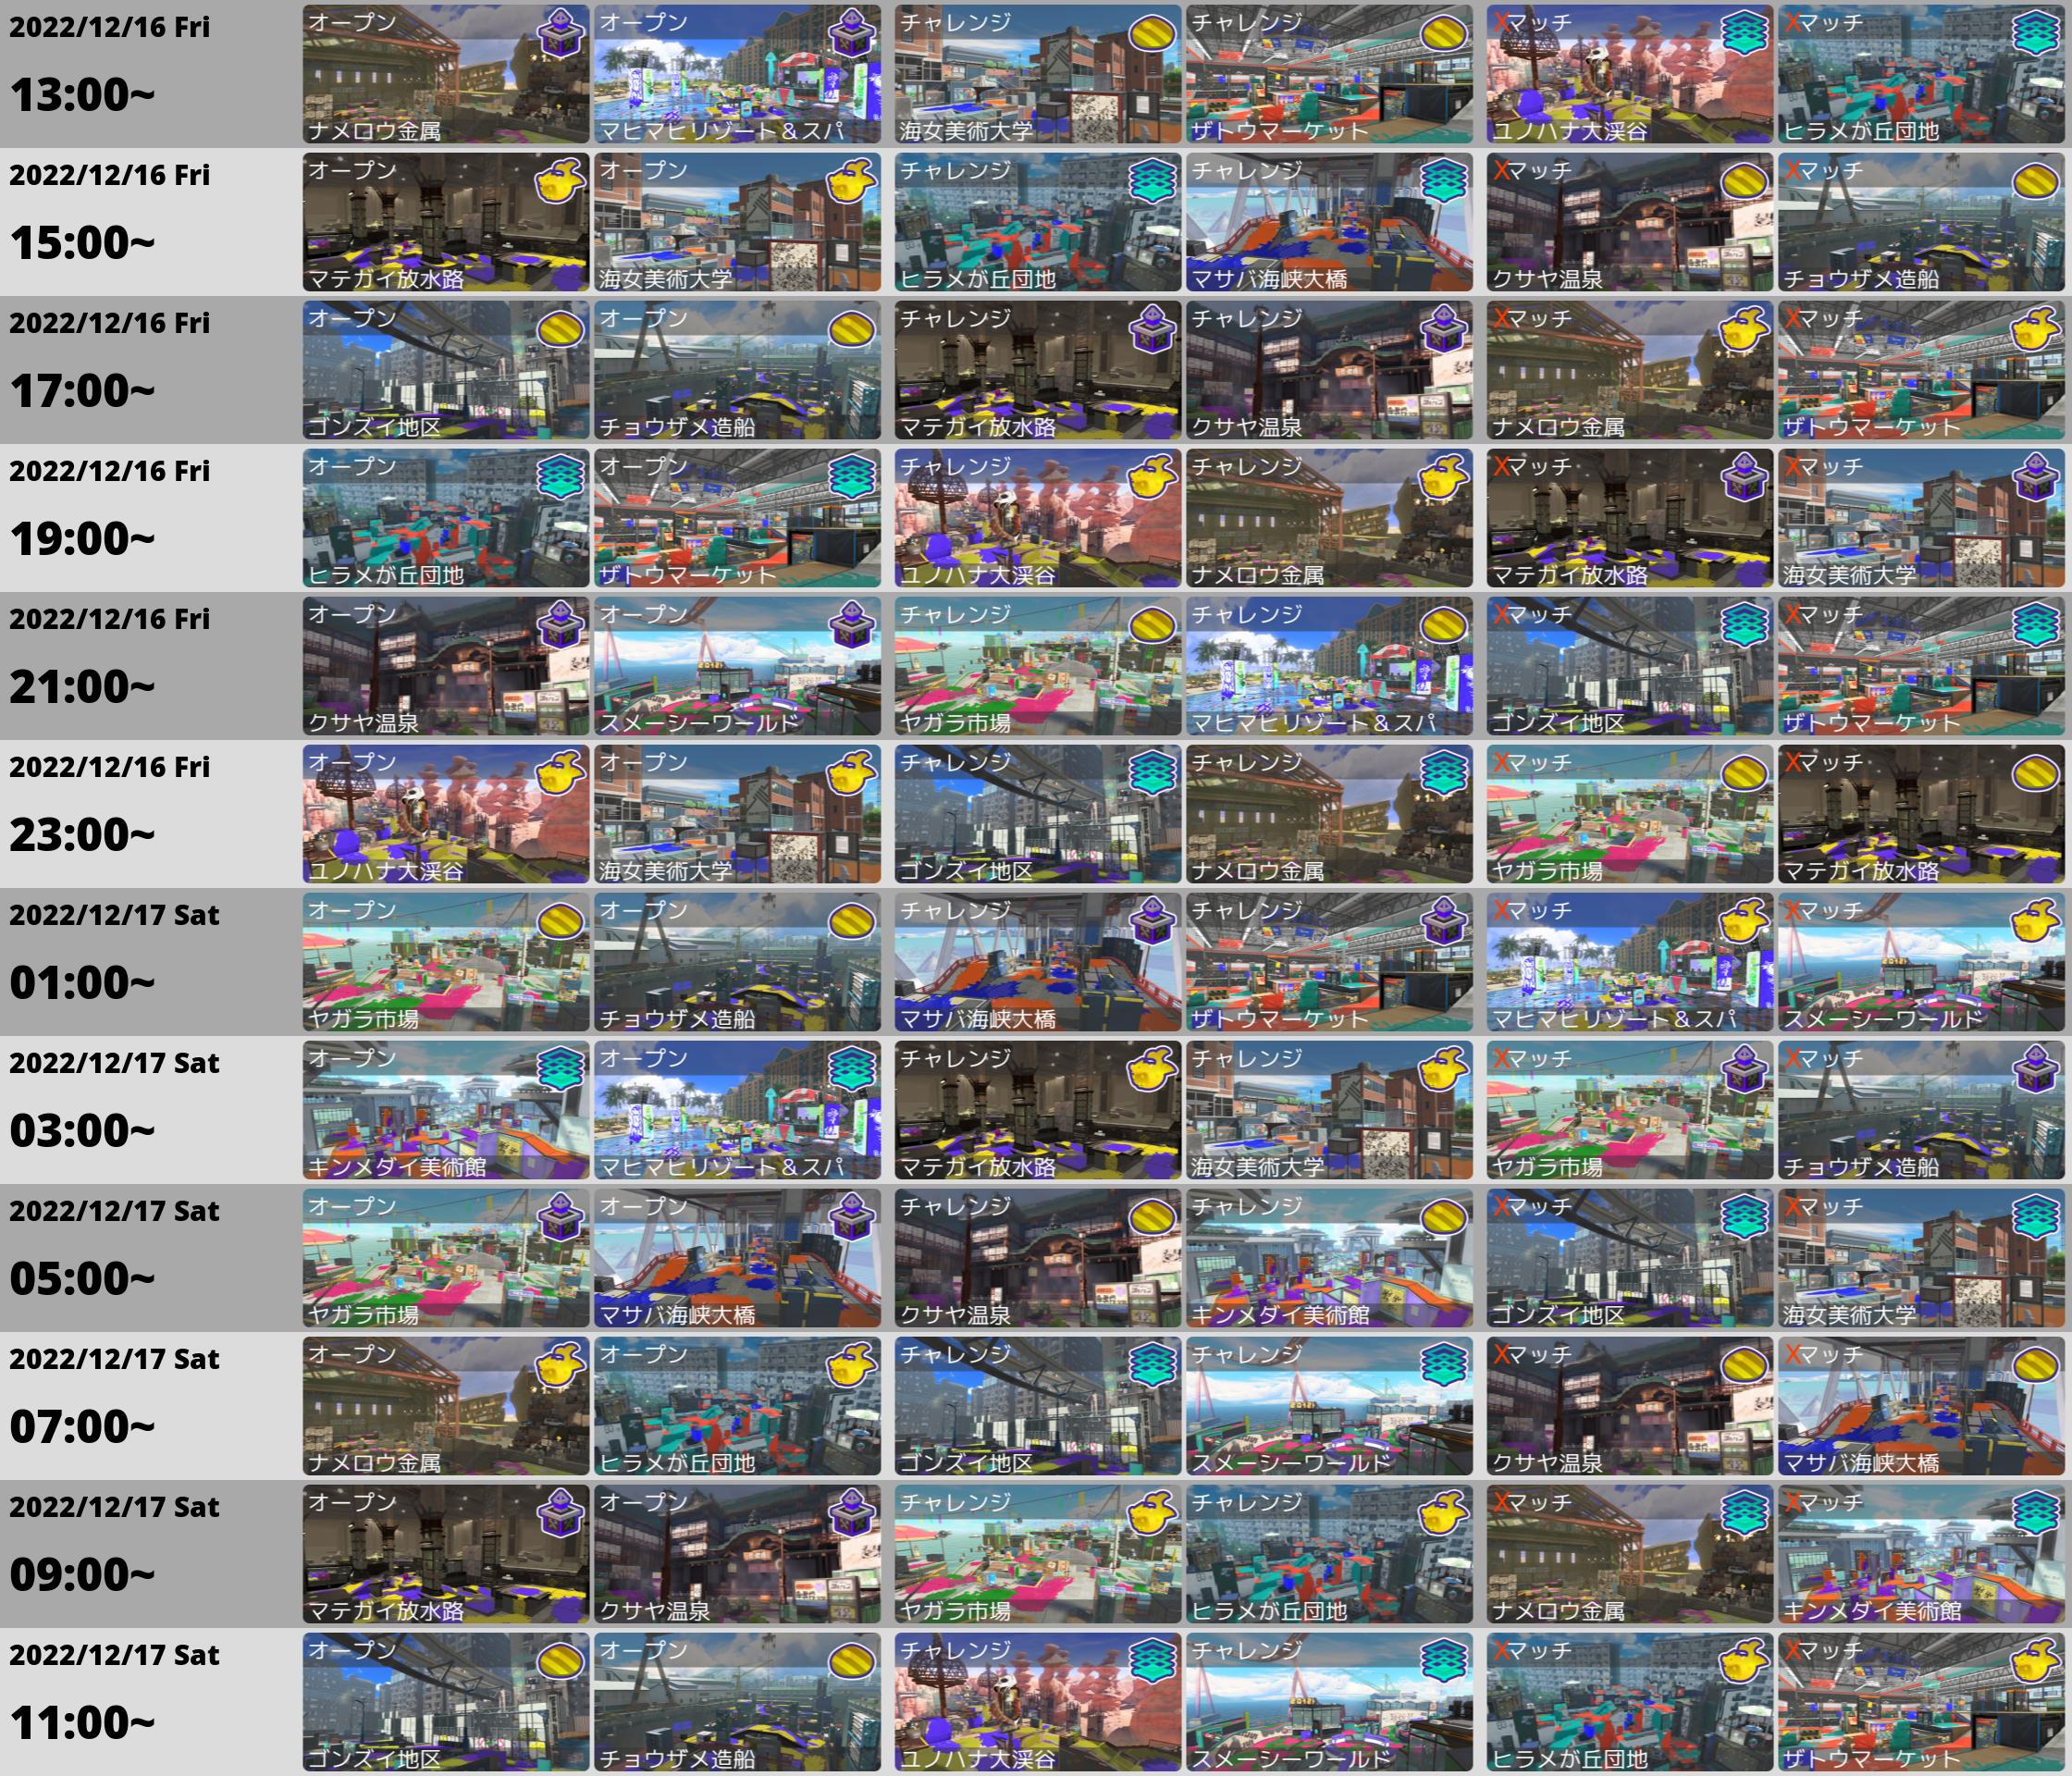 2022/12/16 Fri
13:00~
オープン オープン チャレンジ チャレンジ Xマッチ Xマッチ
ナメロウ金属 マヒマヒリゾート＆スパ 海女美術大学 ザトウマーケット ユノハナ大渓谷 ヒラメが丘団地
2022/12/16 Fri
15:00~
オープン オープン チャレンジ チャレンジ Xマッチ Xマッチ
マテガイ放水路 海女美術大学 ヒラメが丘団地 マサバ海峡大橋 クサヤ温泉 チョウザメ造船
2022/12/16 Fri
17:00~
オープン オープン チャレンジ チャレンジ Xマッチ Xマッチ
ゴンズイ地区 チョウザメ造船 マテガイ放水路 クサヤ温泉 ナメロウ金属 ザトウマーケット
2022/12/16 Fri
19:00~
オープン オープン チャレンジ チャレンジ Xマッチ Xマッチ
ヒラメが丘団地 ザトウマーケット ユノハナ大渓谷 ナメロウ金属 マテガイ放水路 海女美術大学
2022/12/16 Fri
21:00~
オープン オープン チャレンジ チャレンジ Xマッチ Xマッチ
クサヤ温泉 スメーシーワールド ヤガラ市場 マヒマヒリゾート＆スパ ゴンズイ地区 ザトウマーケット
2022/12/16 Fri
23:00~
オープン オープン チャレンジ チャレンジ Xマッチ Xマッチ
ユノハナ大渓谷 海女美術大学 ゴンズイ地区 ナメロウ金属 ヤガラ市場 マテガイ放水路
2022/12/17 Sat
01:00~
オープン オープン チャレンジ チャレンジ Xマッチ Xマッチ
ヤガラ市場 チョウザメ造船 マサバ海峡大橋 ザトウマーケット マヒマヒリゾート＆スパ スメーシーワールド
2022/12/17 Sat
03:00~
オープン オープン チャレンジ チャレンジ Xマッチ Xマッチ
キンメダイ美術館 マヒマヒリゾート＆スパ マテガイ放水路 海女美術大学 ヤガラ市場 チョウザメ造船
2022/12/17 Sat
05:00~
オープン オープン チャレンジ チャレンジ Xマッチ Xマッチ
ヤガラ市場 マサバ海峡大橋 クサヤ温泉 キンメダイ美術館 ゴンズイ地区 海女美術大学
2022/12/17 Sat
07:00~
オープン オープン チャレンジ チャレンジ Xマッチ Xマッチ
ナメロウ金属 ヒラメが丘団地 ゴンズイ地区 スメーシーワールド クサヤ温泉 マサバ海峡大橋
2022/12/17 Sat
09:00~
オープン オープン チャレンジ チャレンジ Xマッチ Xマッチ
マテガイ放水路 クサヤ温泉 ヤガラ市場 ヒラメが丘団地 ナメロウ金属 キンメダイ美術館
2022/12/17 Sat
11:00~
オープン オープン チャレンジ チャレンジ Xマッチ Xマッチ
ゴンズイ地区 チョウザメ造船 ユノハナ大渓谷 スメーシーワールド ヒラメが丘団地 ザトウマーケット